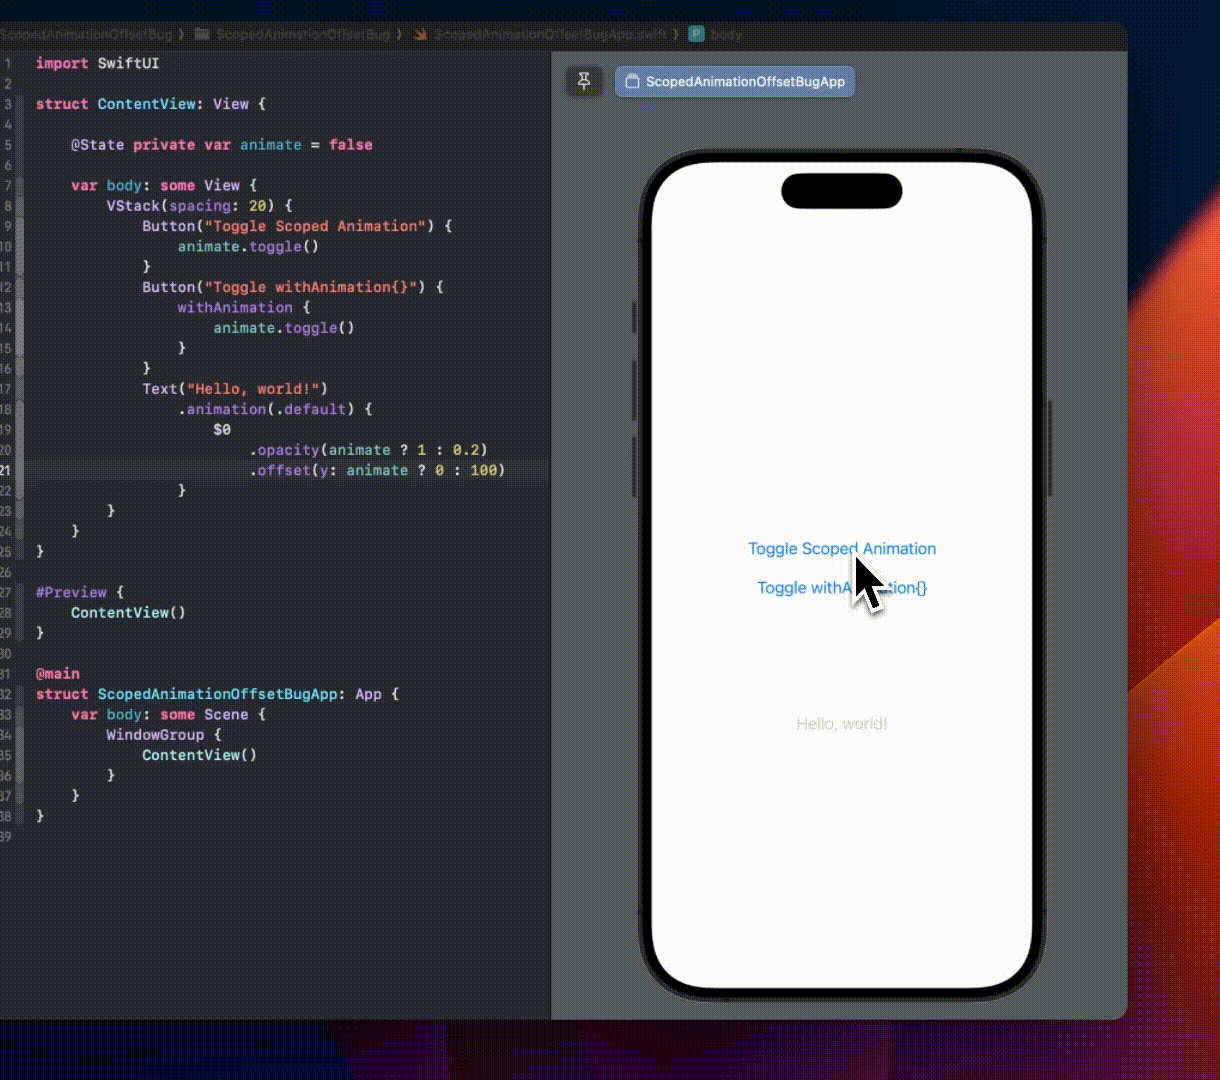 ScopedAnimationOffsetBug ⟩ ScopedAnimationOffsetBug ⟩ ScopedAnimationOffsetBugApp.swift ⟩ P body
1 import SwiftUI
2
3 struct ContentView: View {
4
5 @State private var animate = false
6
7 var body: some View {
8 VStack(spacing: 20) {
9 Button("Toggle Scoped Animation") {
10 animate.toggle()
11 }
12 Button("Toggle withAnimation{}") {
13 withAnimation {
14 animate.toggle()
15 }
16 }
17 Text("Hello, world!")
18 .animation(.default) {
19 $0
20 .opacity(animate ? 1 : 0.2)
21 .offset(y: animate ? 0 : 100)
22 }
23 }
24 }
25 }
26
27 #Preview {
28 ContentView()
29 }
30
31 @main
32 struct ScopedAnimationOffsetBugApp: App {
33 var body: some Scene {
34 WindowGroup {
35 ContentView()
36 }
37 }
38 }
39
ScopedAnimationOffsetBugApp
Toggle Scoped Animation
Toggle withAnimation{}
Hello, world!